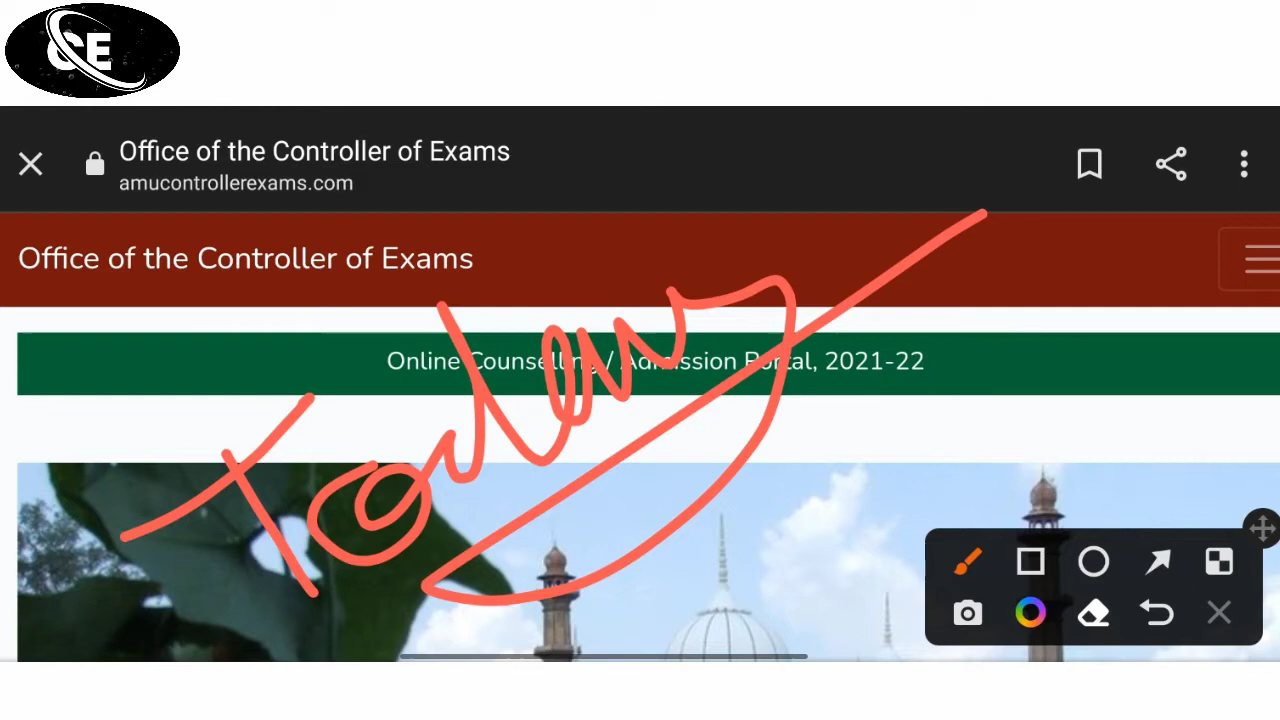 CE
Office of the Controller of Exams
amucontrollerexams.com
Office of the Controller of Exams
Online Counselling / Admission Portal, 2021-22
Today